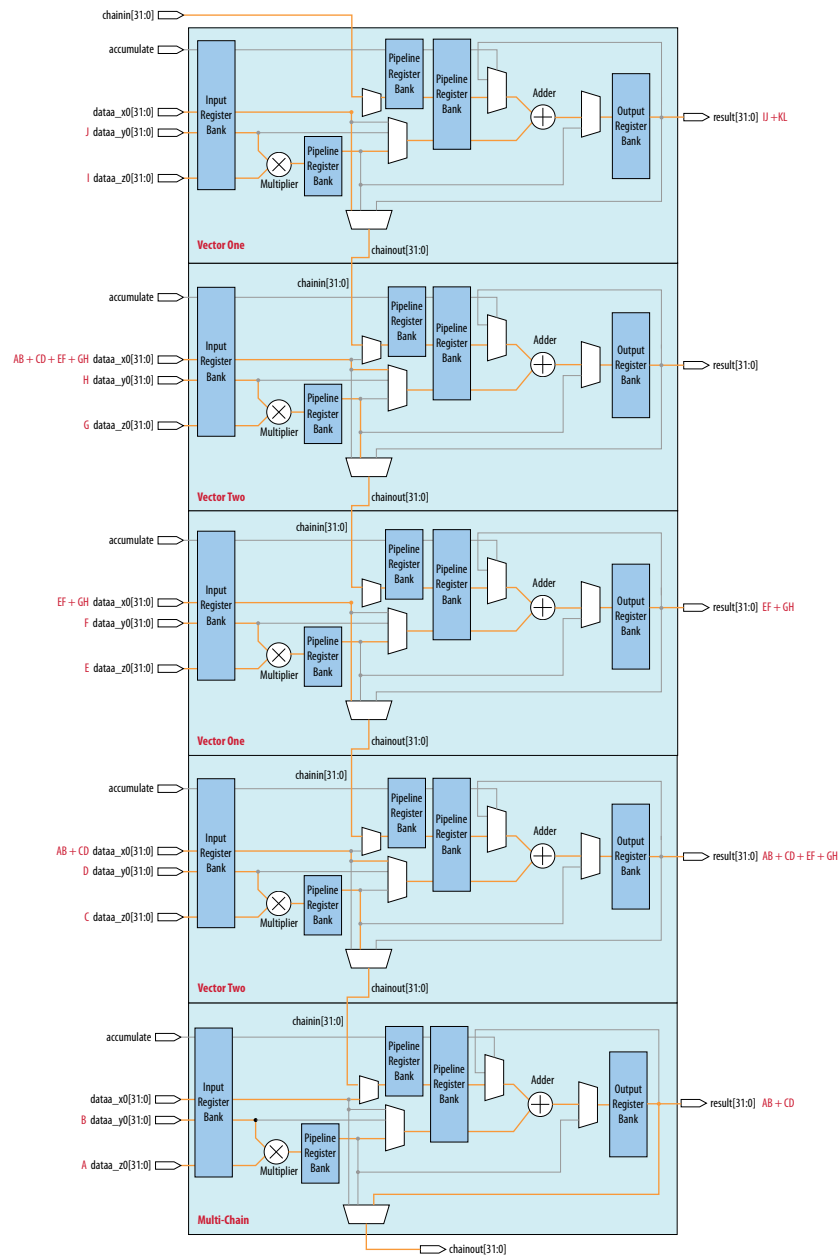 chainin[31:0]
accumulate
dataa_x0[31:0]
J dataa_y0[31:0]
I dataa_z0[31:0]
Input
Register
Bank
Multiplier
Pipeline
Register
Bank
Pipeline
Register
Bank
Pipeline
Register
Bank
Adder
Output
Register
Bank
result[31:0] IJ + KL
Vector One
chainout[31:0]
chainin[31:0]
accumulate
AB + CD + EF + GH dataa_x0[31:0]
H dataa_y0[31:0]
G dataa_z0[31:0]
Input
Register
Bank
Multiplier
Pipeline
Register
Bank
Pipeline
Register
Bank
Pipeline
Register
Bank
Adder
Output
Register
Bank
result[31:0]
Vector Two
chainout[31:0]
chainin[31:0]
accumulate
EF + GH dataa_x0[31:0]
F dataa_y0[31:0]
E dataa_z0[31:0]
Input
Register
Bank
Multiplier
Pipeline
Register
Bank
Pipeline
Register
Bank
Pipeline
Register
Bank
Adder
Output
Register
Bank
result[31:0] EF + GH
Vector One
chainout[31:0]
chainin[31:0]
accumulate
AB + CD dataa_x0[31:0]
D dataa_y0[31:0]
C dataa_z0[31:0]
Input
Register
Bank
Multiplier
Pipeline
Register
Bank
Pipeline
Register
Bank
Pipeline
Register
Bank
Adder
Output
Register
Bank
result[31:0] AB + CD + EF + GH
Vector Two
chainout[31:0]
chainin[31:0]
accumulate
dataa_x0[31:0]
B dataa_y0[31:0]
A dataa_z0[31:0]
Input
Register
Bank
Multiplier
Pipeline
Register
Bank
Pipeline
Register
Bank
Pipeline
Register
Bank
Adder
Output
Register
Bank
result[31:0] AB + CD
Multi-Chain
chainout[31:0]